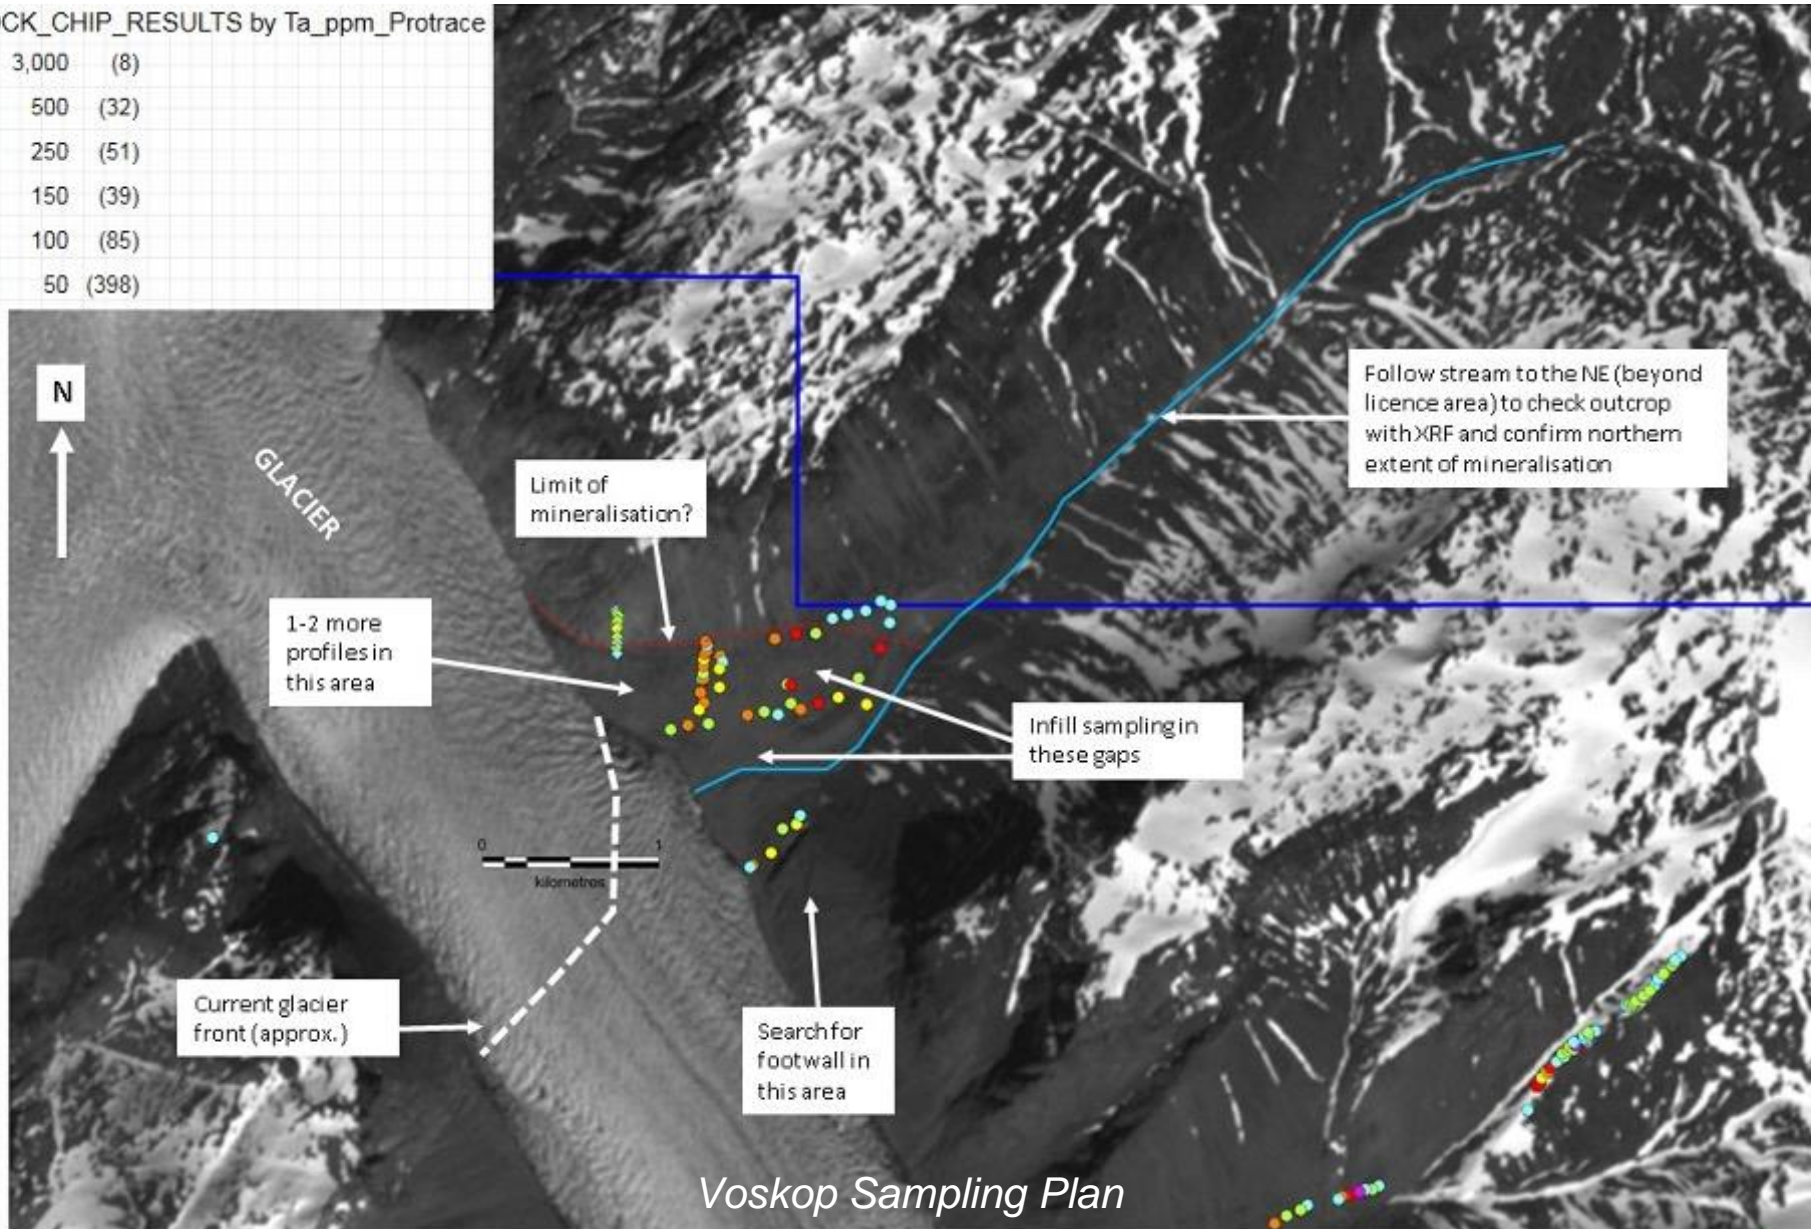 CK_CHIP_RESULTS by Ta_ppm_Protrace
3,000 (8)
500 (32)
250 (51)
150 (39)
100 (85)
50 (398)
N
GLACIER
Limit of
mineralisation?
Follow stream to the NE (beyond
licence area) to check outcrop
with XRF and confirm northern
extent of mineralisation
1-2 more
profiles in
this area
Infill sampling in
these gaps
0 1
kilometres
Current glacier
front (approx.)
Search for
footwall in
this area
Voskop Sampling Plan